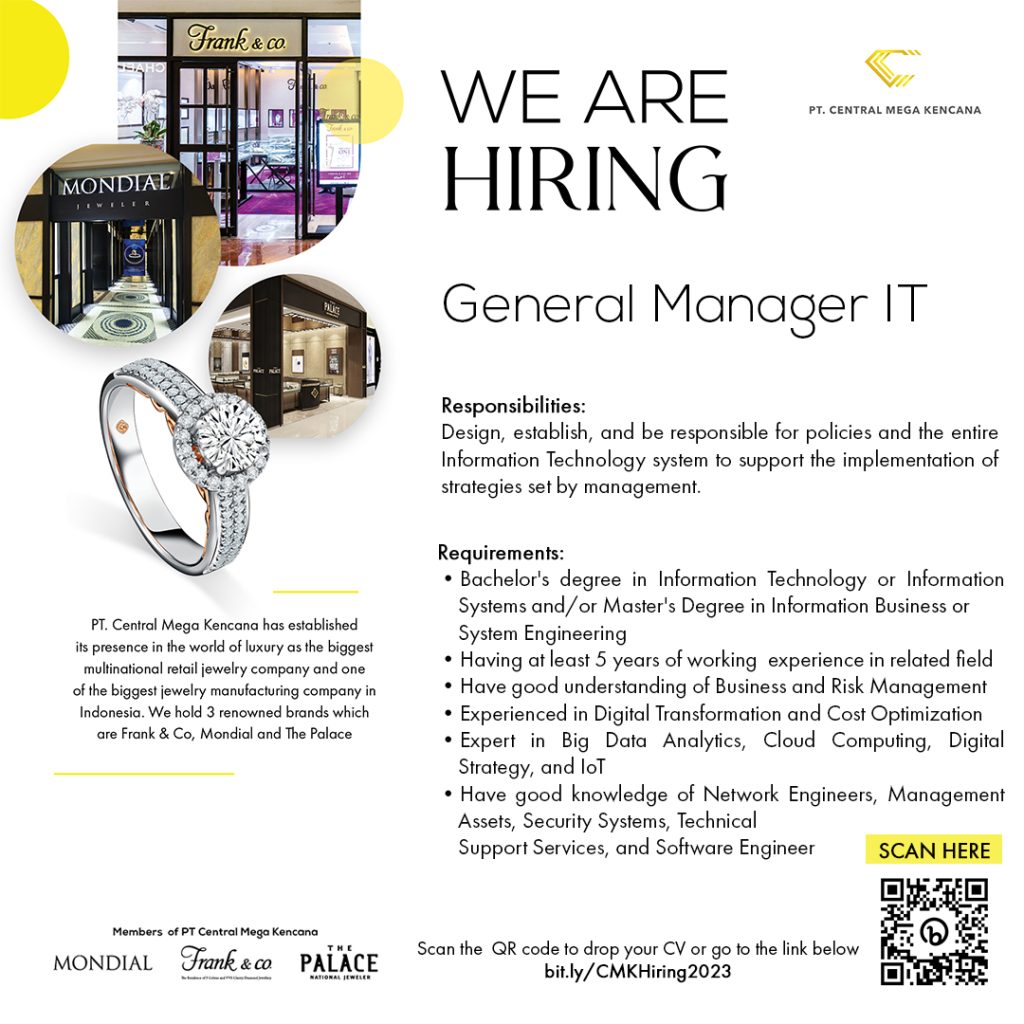 Frank & co.
MONDIAL
JEWELER
THE
PALACE
WE ARE
HIRING
PT. CENTRAL MEGA KENCANA
General Manager IT
Responsibilities:
Design, establish, and be responsible for policies and the entire
Information Technology system to support the implementation of
strategies set by management.
Requirements:
• Bachelor's degree in Information Technology or Information
Systems and/or Master's Degree in Information Business or
System Engineering
• Having at least 5 years of working experience in related field
• Have good understanding of Business and Risk Management
• Experienced in Digital Transformation and Cost Optimization
• Expert in Big Data Analytics, Cloud Computing, Digital
Strategy, and IoT
• Have good knowledge of Network Engineers, Management
Assets, Security Systems, Technical
Support Services, and Software Engineer
PT. Central Mega Kencana has established
its presence in the world of luxury as the biggest
multinational retail jewelry company and one
of the biggest jewelry manufacturing company in
Indonesia. We hold 3 renowned brands which
are Frank & Co, Mondial and The Palace
SCAN HERE
Members of PT Central Mega Kencana
MONDIAL
Frank & co.
THE
PALACE
NATIONAL JEWELER
Scan the QR code to drop your CV or go to the link below
bit.ly/CMKHiring2023